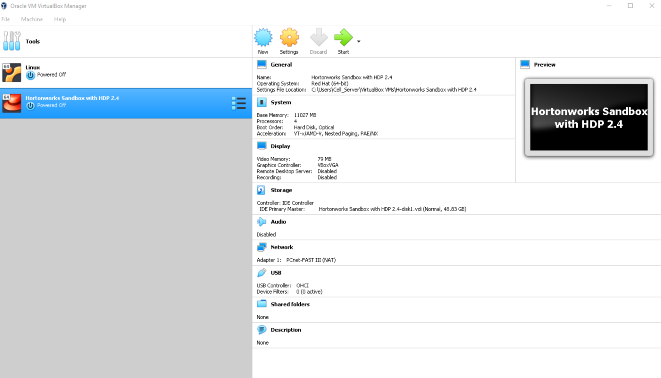 Oracle VM VirtualBox Manager
File Machine Help
Tools
New Settings Discard Start
64 Linux
Powered Off
64 Hortonworks Sandbox with HDP 2.4
Powered Off
General
Name: Hortonworks Sandbox with HDP 2.4
Operating System: Red Hat (64-bit)
Settings File Location: C:\Users\Cell_Server\VirtualBox VMs\Hortonworks Sandbox with HDP 2.4
Preview
Hortonworks Sandbox
with HDP 2.4
System
Base Memory: 11027 MB
Processors: 4
Boot Order: Hard Disk, Optical
Acceleration: VT-x/AMD-V, Nested Paging, PAE/NX
Display
Video Memory: 79 MB
Graphics Controller: VBoxVGA
Remote Desktop Server: Disabled
Recording: Disabled
Storage
Controller: IDE Controller
IDE Primary Master: Hortonworks Sandbox with HDP 2.4-disk1.vdi (Normal, 48.83 GB)
Audio
Disabled
Network
Adapter 1: PCnet-FAST III (NAT)
USB
USB Controller: OHCI
Device Filters: 0 (0 active)
Shared folders
None
Description
None